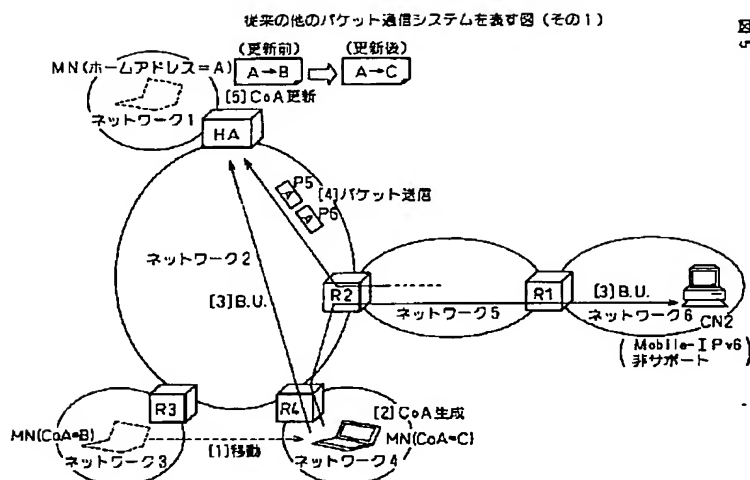 従来の他のパケット通信システムを表す図 (その1)
図5
(更新前) (更新後)
MN(ホームアドレス=A) A→B A→C
[5]CoA更新
ネットワーク1
HA
P5
[4]パケット送信
A
A P6
ネットワーク2
[3]B.U.
R2
ネットワーク5
R1
[3]B.U.
ネットワーク6
CN2
(Mobile-IPv6
非サポート)
R3
R4
[2]CoA生成
MN(CoA=B)
ネットワーク3
[1]移動
MN(CoA=C)
ネットワーク4